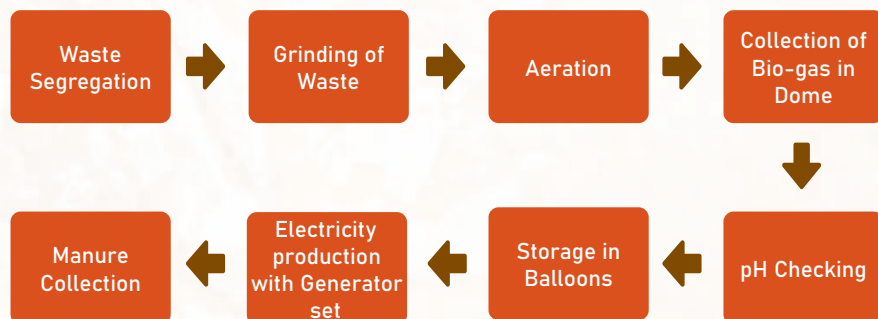 Waste
Segregation
Grinding of
Waste
Aeration
Collection of
Bio-gas in
Dome
pH Checking
Storage in
Balloons
Electricity
production
with Generator
set
Manure
Collection